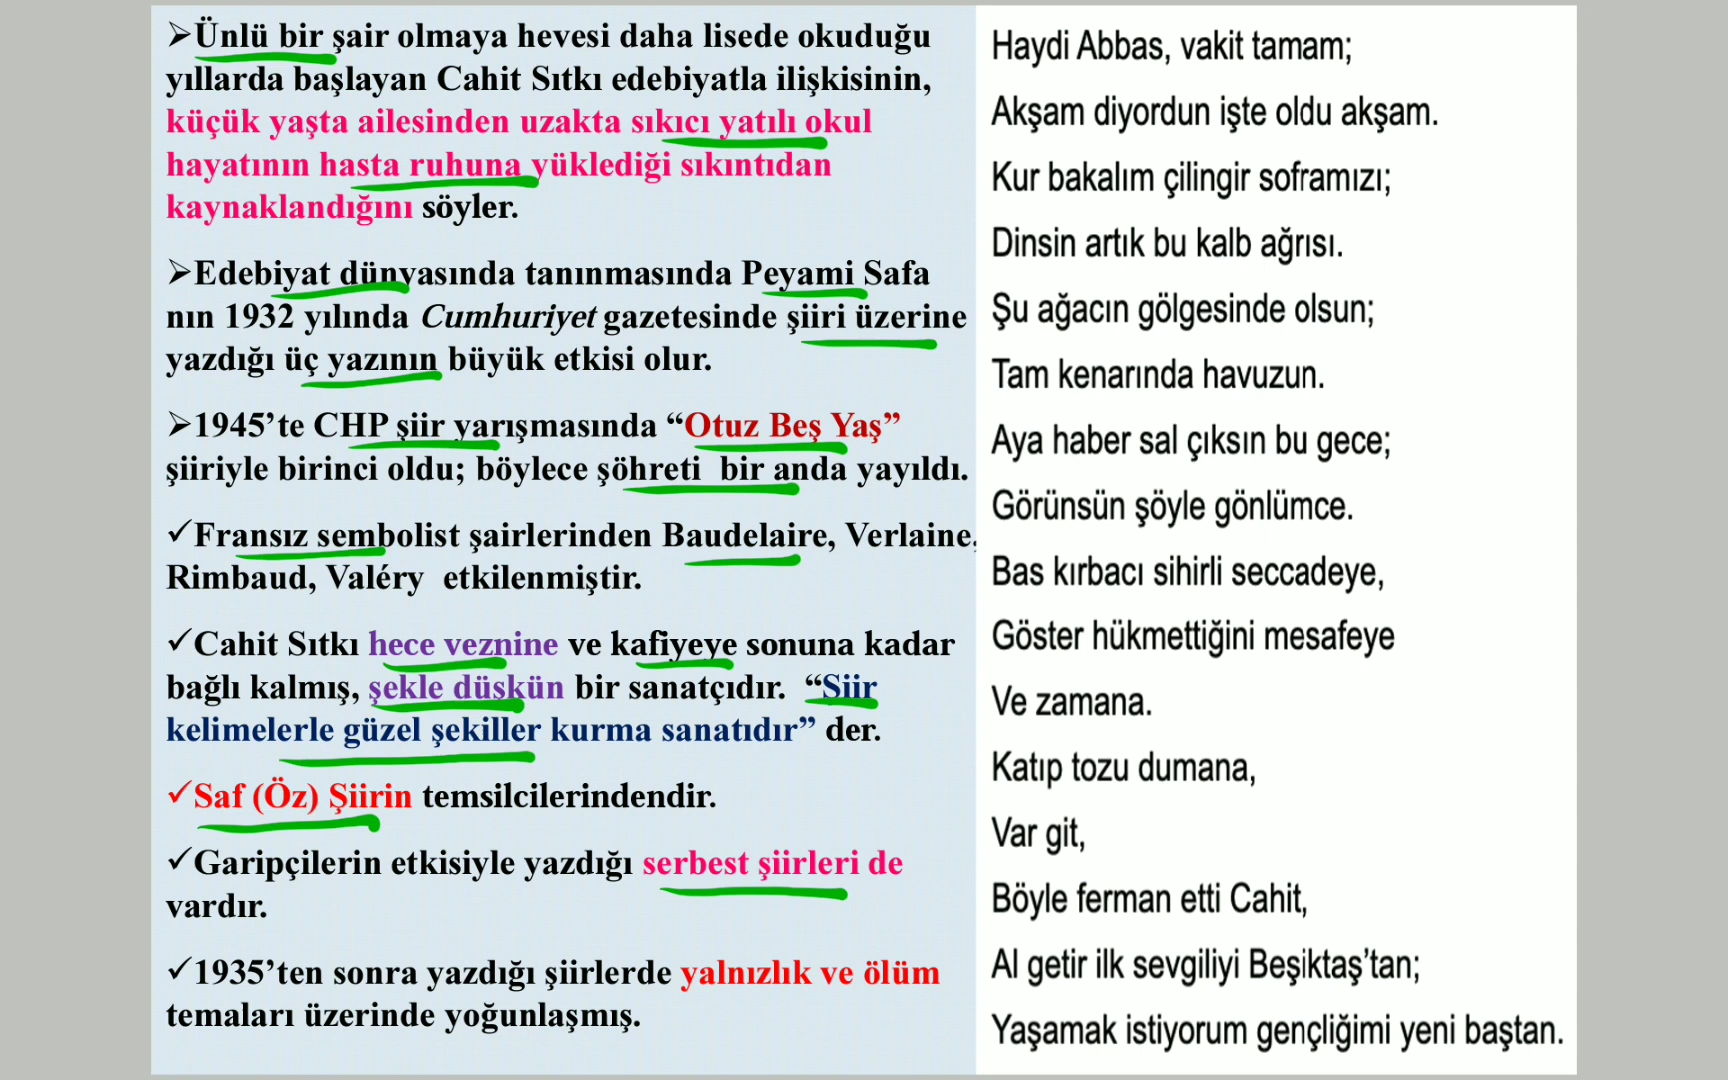 ➢Ünlü bir şair olmaya hevesi daha lisede okuduğu
yıllarda başlayan Cahit Sıtkı edebiyatla ilişkisinin,
küçük yaşta ailesinden uzakta sıkıcı yatılı okul
hayatının hasta ruhuna yüklediği sıkıntıdan
kaynaklandığını söyler.
➢Edebiyat dünyasında tanınmasında Peyami Safa
nın 1932 yılında Cumhuriyet gazetesinde şiiri üzerine
yazdığı üç yazının büyük etkisi olur.
➢1945’te CHP şiir yarışmasında “Otuz Beş Yaş”
şiiriyle birinci oldu; böylece şöhreti bir anda yayıldı.
✓Fransız sembolist şairlerinden Baudelaire, Verlaine,
Rimbaud, Valéry etkilenmiştir.
✓Cahit Sıtkı hece veznine ve kafiyeye sonuna kadar
bağlı kalmış, şekle düşkün bir sanatçıdır. “Şiir
kelimelerle güzel şekiller kurma sanatıdır” der.
✓Saf (Öz) Şiirin temsilcilerindendir.
✓Garipçilerin etkisiyle yazdığı serbest şiirleri de
vardır.
✓1935’ten sonra yazdığı şiirlerde yalnızlık ve ölüm
temaları üzerinde yoğunlaşmış.
Haydi Abbas, vakit tamam;
Akşam diyordun işte oldu akşam.
Kur bakalım çilingir soframızı;
Dinsin artık bu kalb ağrısı.
Şu ağacın gölgesinde olsun;
Tam kenarında havuzun.
Aya haber sal çıksın bu gece;
Görünsün şöyle gönlümce.
Bas kırbacı sihirli seccadeye,
Göster hükmettiğini mesafeye
Ve zamana.
Katıp tozu dumana,
Var git,
Böyle ferman etti Cahit,
Al getir ilk sevgiliyi Beşiktaş’tan;
Yaşamak istiyorum gençliğimi yeni baştan.